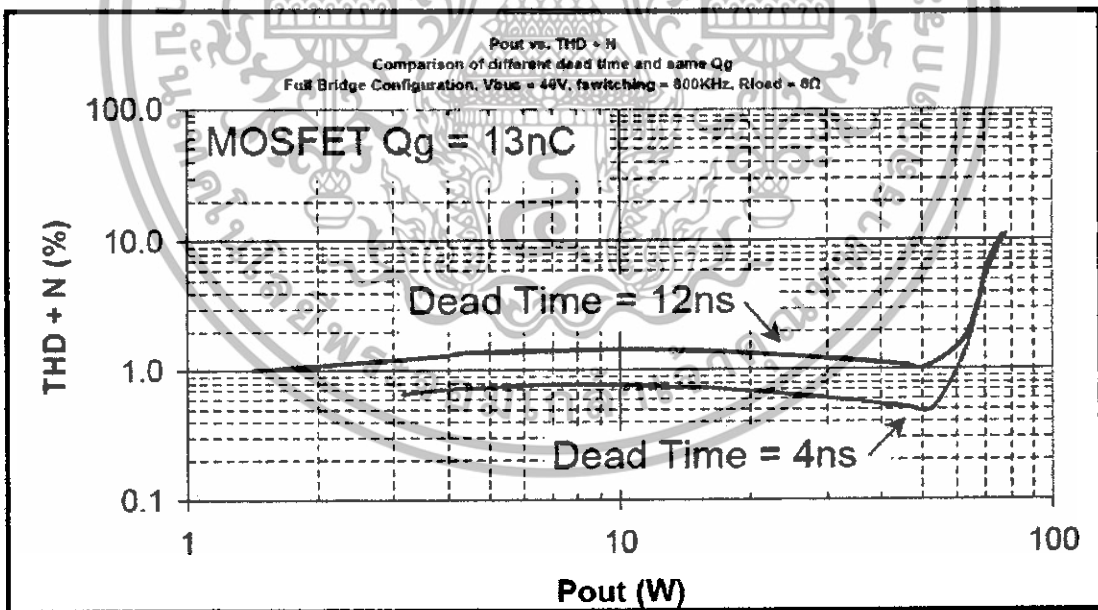 Pout vs. THD + N
Comparison of different dead time and same Qg
Full Bridge Configuration, Vbus = 40V, fswitching = 800KHz, Rload = 8Ω
MOSFET Qg = 13nC
Dead Time = 12ns
Dead Time = 4ns
THD + N (%)
100.0
10.0
1.0
0.1
1
10
100
Pout (W)